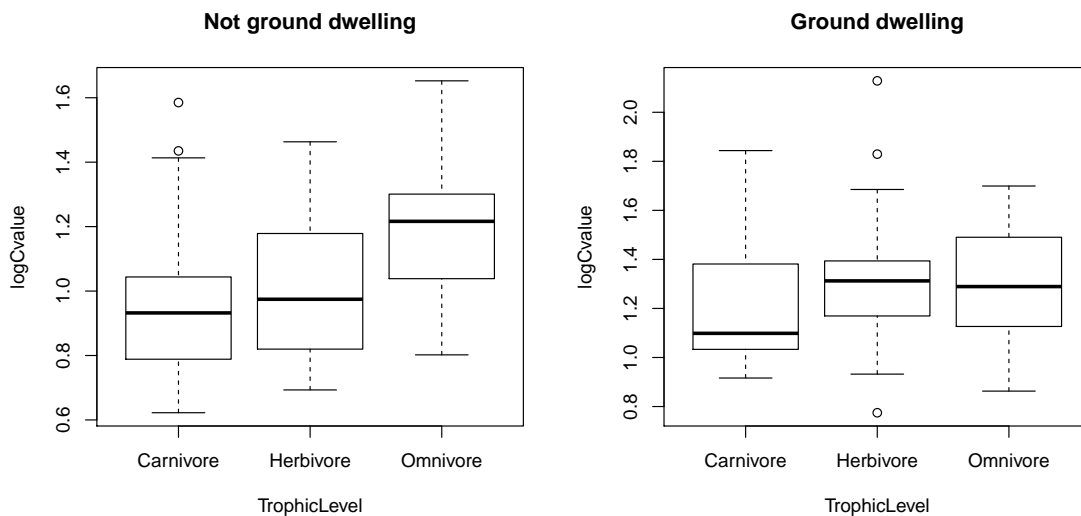 Not ground dwelling
logCvalue
1.6
1.4
1.2
1.0
0.8
0.6
Carnivore Herbivore Omnivore
TrophicLevel
Ground dwelling
logCvalue
2.0
1.8
1.6
1.4
1.2
1.0
0.8
Carnivore Herbivore Omnivore
TrophicLevel